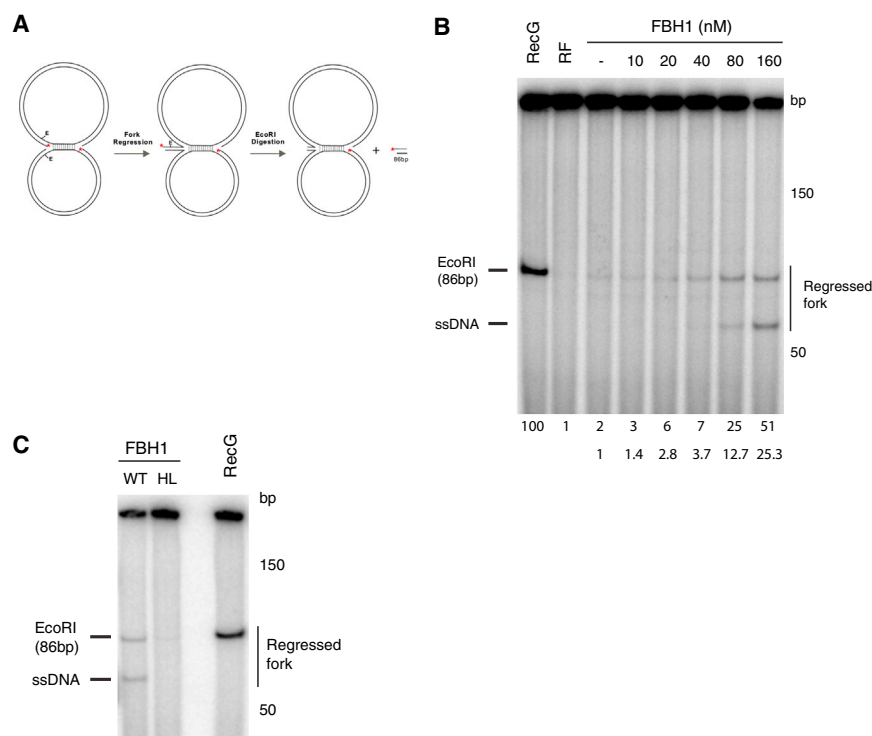 A
E
E
Fork
Regression
E
EcoRI
Digestion
+
86bp
B
RecG
RF
FBH1 (nM)
- 10 20 40 80 160
bp
150
EcoRI
(86bp)
Regressed
fork
ssDNA
50
100 1 2 3 6 7 25 51
1 1.4 2.8 3.7 12.7 25.3
C
FBH1
RecG
WT HL
bp
150
EcoRI
(86bp)
Regressed
fork
ssDNA
50